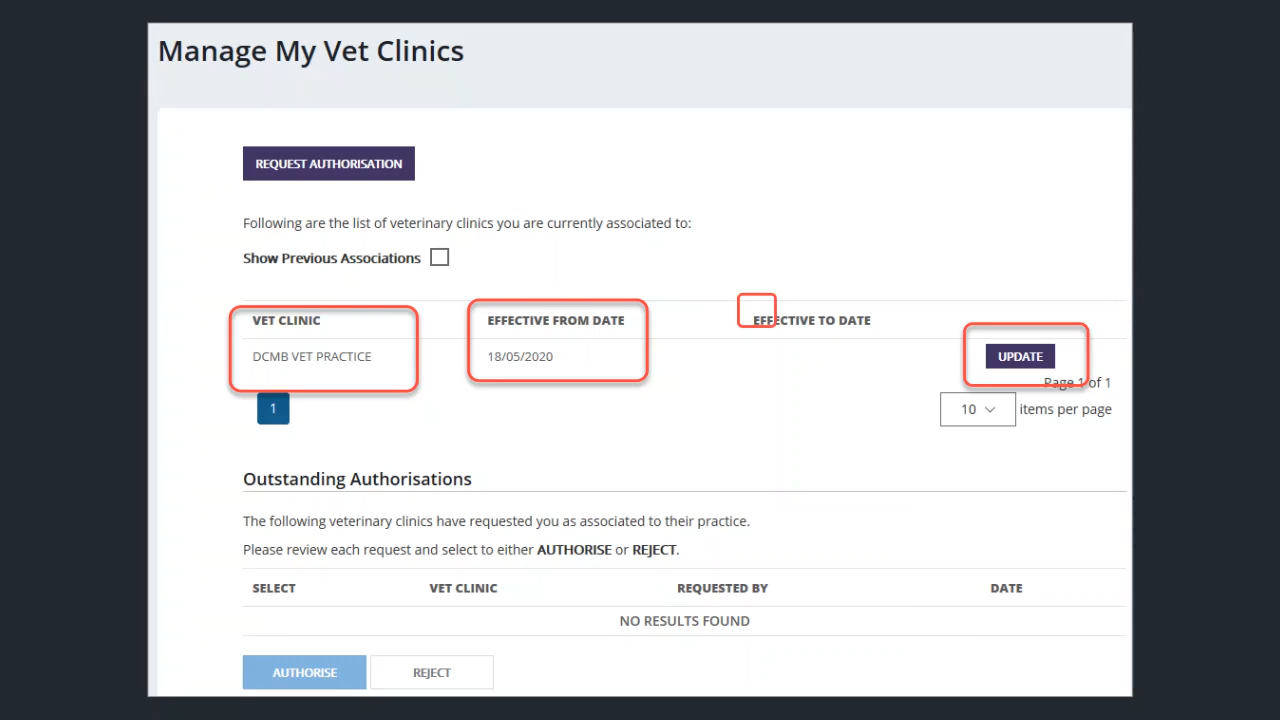 Manage My Vet Clinics
REQUEST AUTHORISATION
Following are the list of veterinary clinics you are currently associated to:
Show Previous Associations
VET CLINIC EFFECTIVE FROM DATE EFFECTIVE TO DATE
DCMB VET PRACTICE 18/05/2020 UPDATE
Page 1 of 1
1 10 items per page
Outstanding Authorisations
The following veterinary clinics have requested you as associated to their practice.
Please review each request and select to either AUTHORISE or REJECT.
SELECT VET CLINIC REQUESTED BY DATE
NO RESULTS FOUND
AUTHORISE REJECT